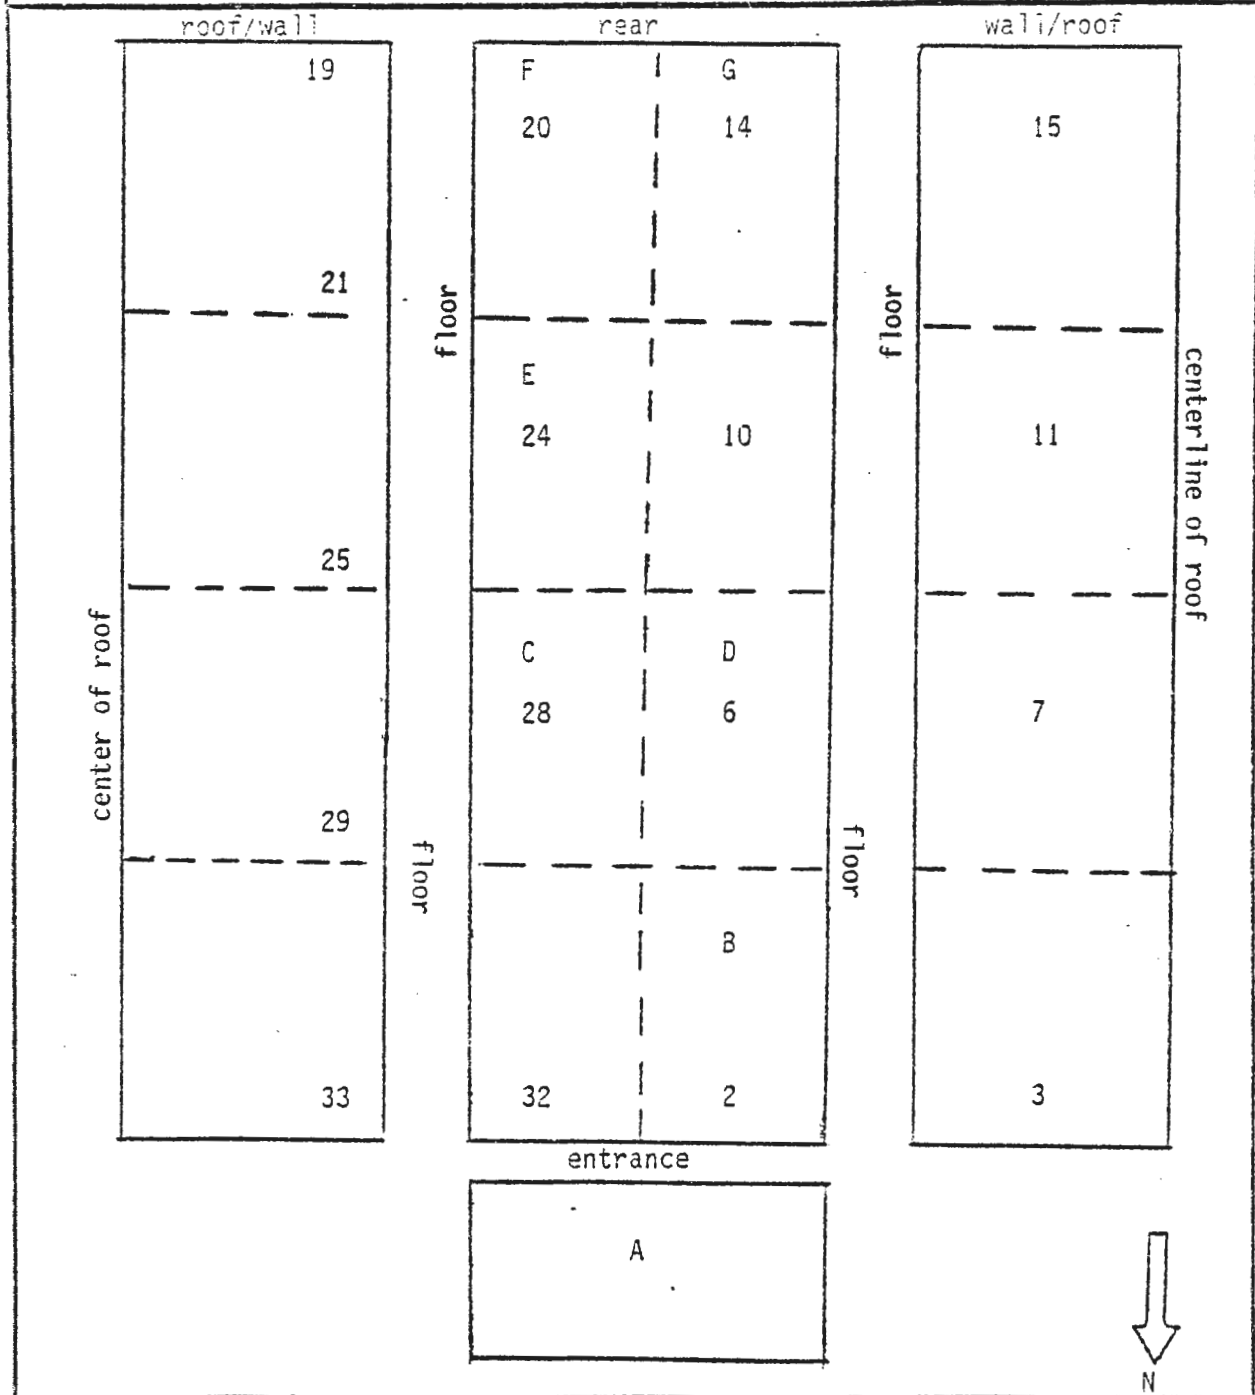 roof/wall rear wall/roof
19 F G
20 14 15
21
floor floor
E
24 10 11
centerline of roof
25
center of roof
C D
28 6 7
29
floor floor
B
33 32 2 3
entrance
A
N